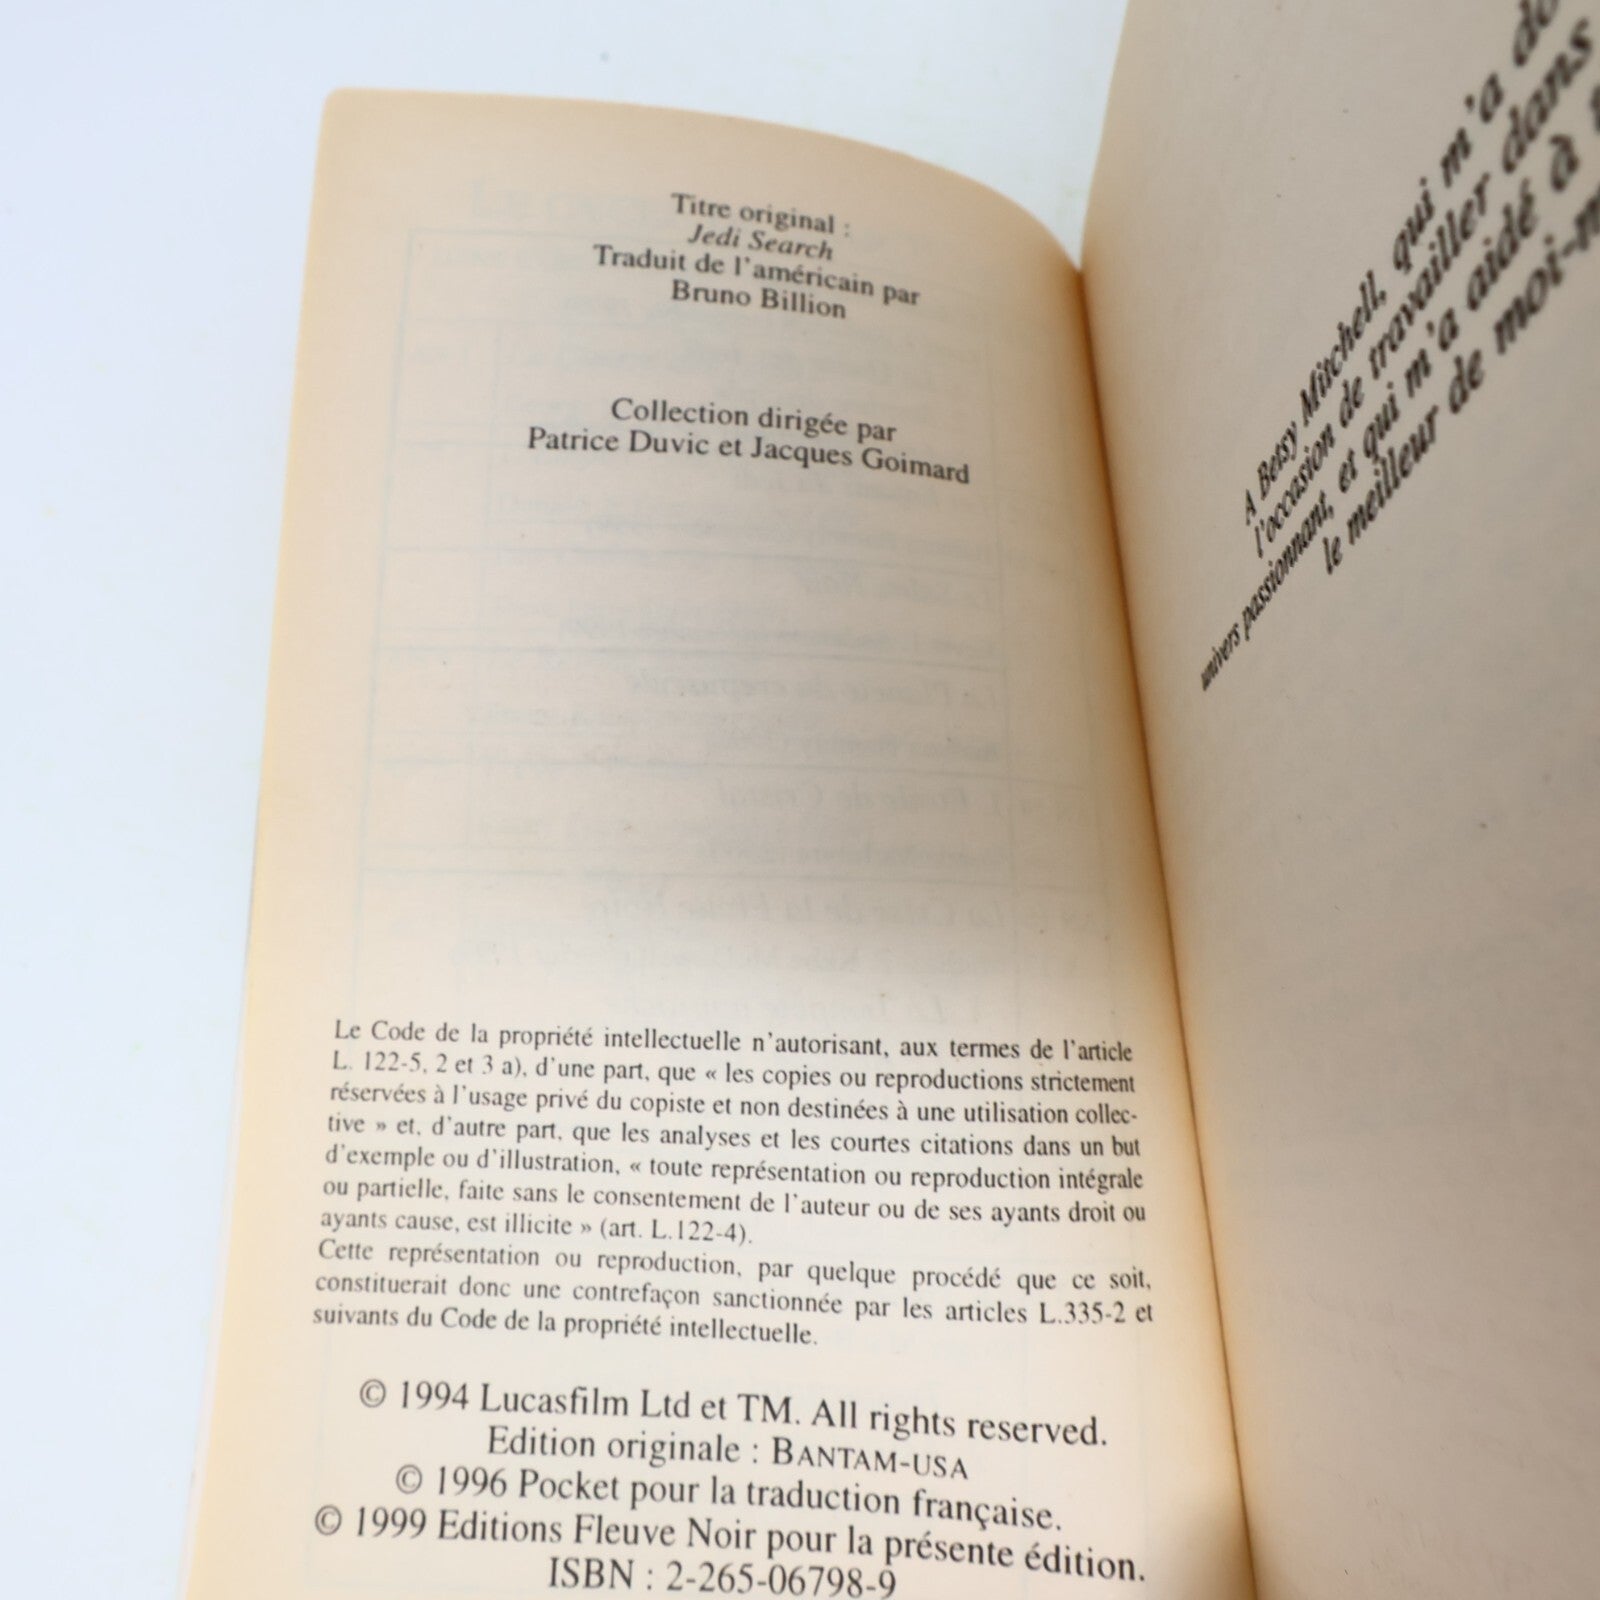 Titre original :
Jedi Search
Traduit de l'américain par
Bruno Billion
Collection dirigée par
Patrice Duvic et Jacques Goimard
Le Code de la propriété intellectuelle n'autorisant, aux termes de l'article
L. 122-5, 2 et 3 a), d'une part, que « les copies ou reproductions strictement
réservées à l'usage privé du copiste et non destinées à une utilisation collec-
tive » et, d'autre part, que les analyses et les courtes citations dans un but
d'exemple ou d'illustration, « toute représentation ou reproduction intégrale
ou partielle, faite sans le consentement de l'auteur ou de ses ayants droit ou
ayants cause, est illicite » (art. L.122-4).
Cette représentation ou reproduction, par quelque procédé que ce soit,
constituerait donc une contrefaçon sanctionnée par les articles L.335-2 et
suivants du Code de la propriété intellectuelle.
© 1994 Lucasfilm Ltd et TM. All rights reserved.
Edition originale : BANTAM-USA
© 1996 Pocket pour la traduction française.
© 1999 Editions Fleuve Noir pour la présente édition.
ISBN : 2-265-06798-9
A Betsy Mitchell, qui m'a
l'occasion de travailler dans
univers passionnant, et qui m'a aidé à
le meilleur de